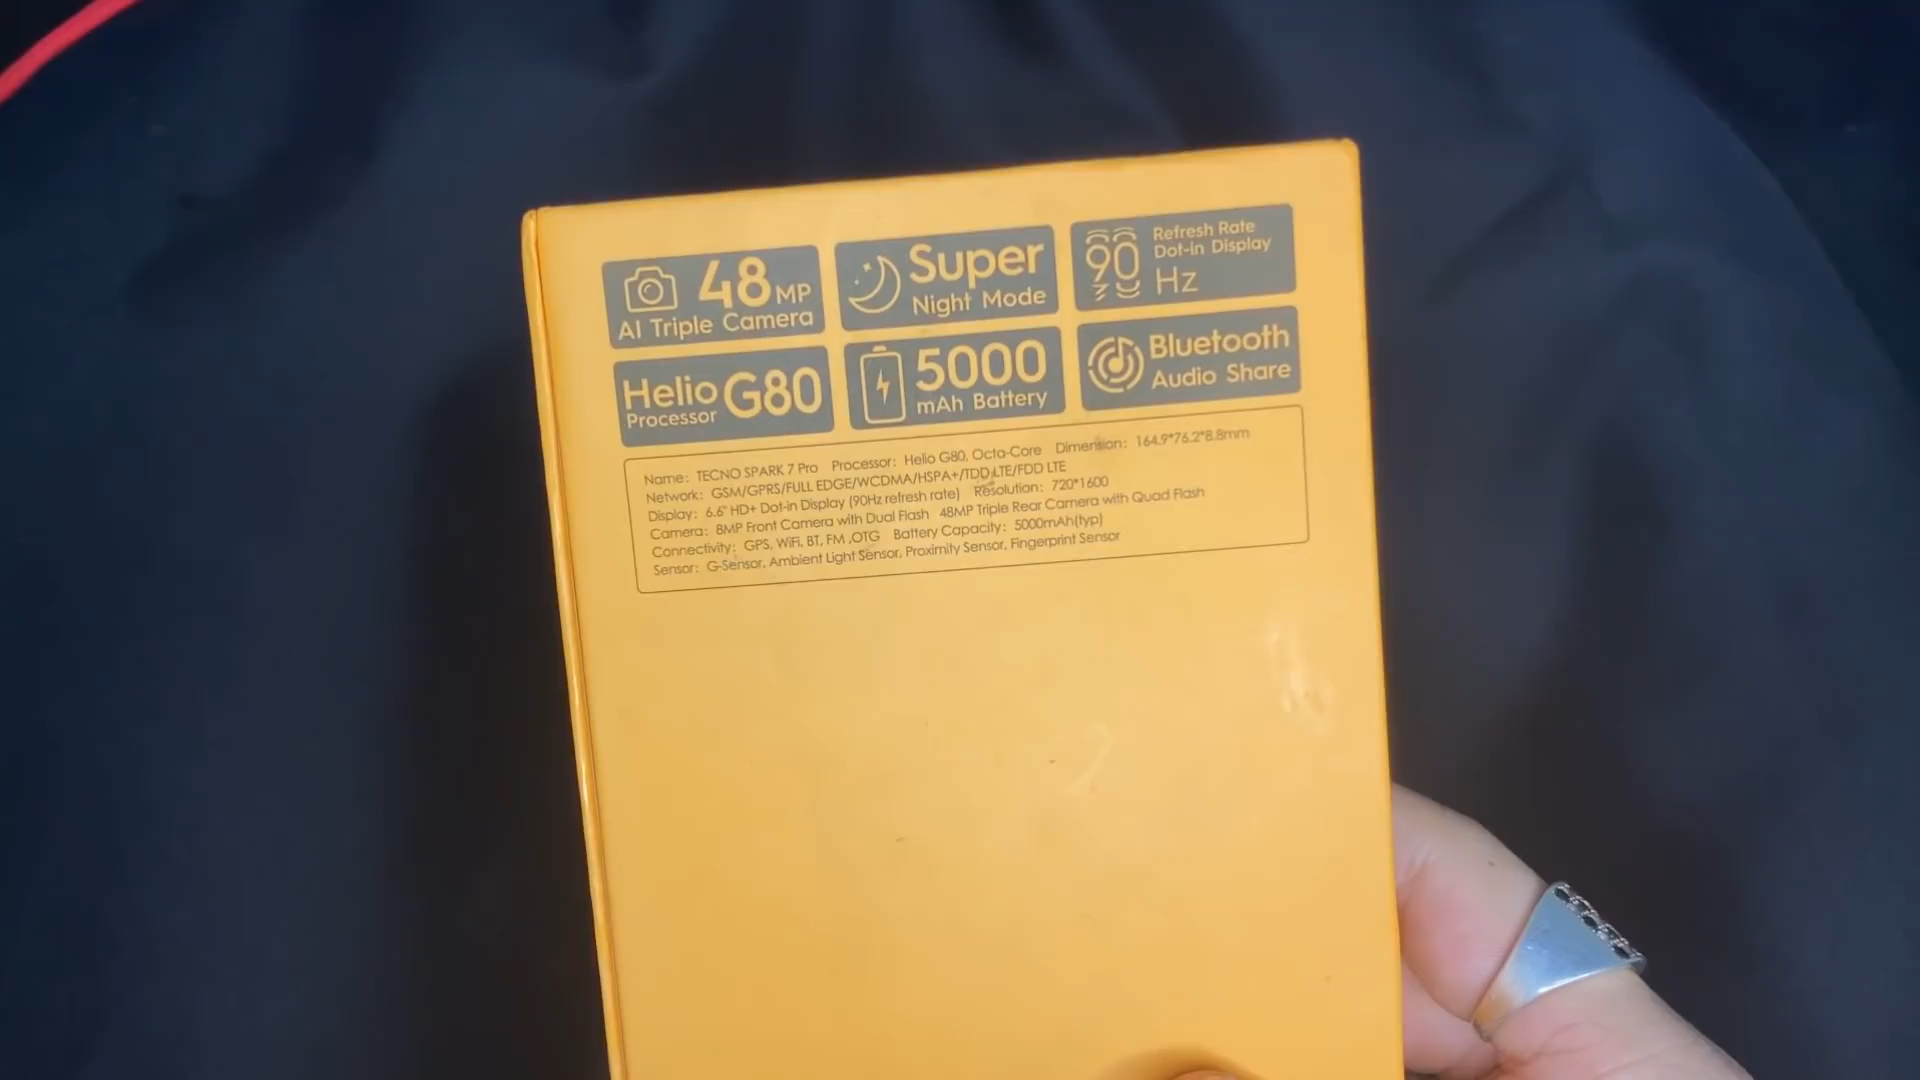 48MP
AI Triple Camera
Super
Night Mode
90
Hz
Refresh Rate
Dot-in Display
Helio
Processor
G80
5000
mAh Battery
Bluetooth
Audio Share
Name: TECNO SPARK 7 Pro Processor: Helio G80, Octa-Core Dimension: 164.9*76.2*8.8mm
Network: GSM/GPRS/FULL EDGE/WCDMA/HSPA+/TDD LTE/FDD LTE
Display: 6.6" HD+ Dot-in Display (90Hz refresh rate) Resolution: 720*1600
Camera: 8MP Front Camera with Dual Flash 48MP Triple Rear Camera with Quad Flash
Connectivity: GPS, WiFi, BT, FM ,OTG Battery Capacity: 5000mAh(typ)
Sensor: G-Sensor, Ambient Light Sensor, Proximity Sensor, Fingerprint Sensor